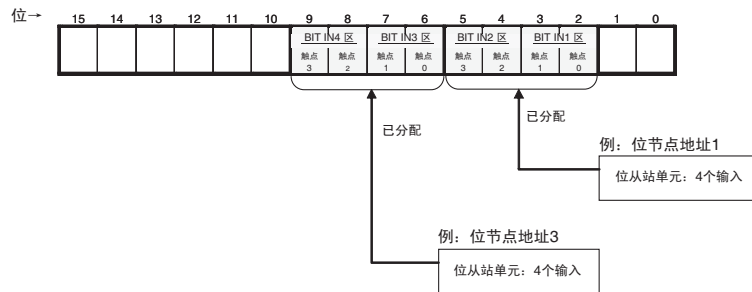 位→ 15 14 13 12 11 10 9 8 7 6 5 4 3 2 1 0
BIT IN4 区 BIT IN3 区 BIT IN2 区 BIT IN1 区
触点 触点 触点 触点 触点 触点 触点 触点
3 2 1 0 3 2 1 0
已分配 已分配
例：位节点地址1
位从站单元：4个输入
例：位节点地址3
位从站单元：4个输入